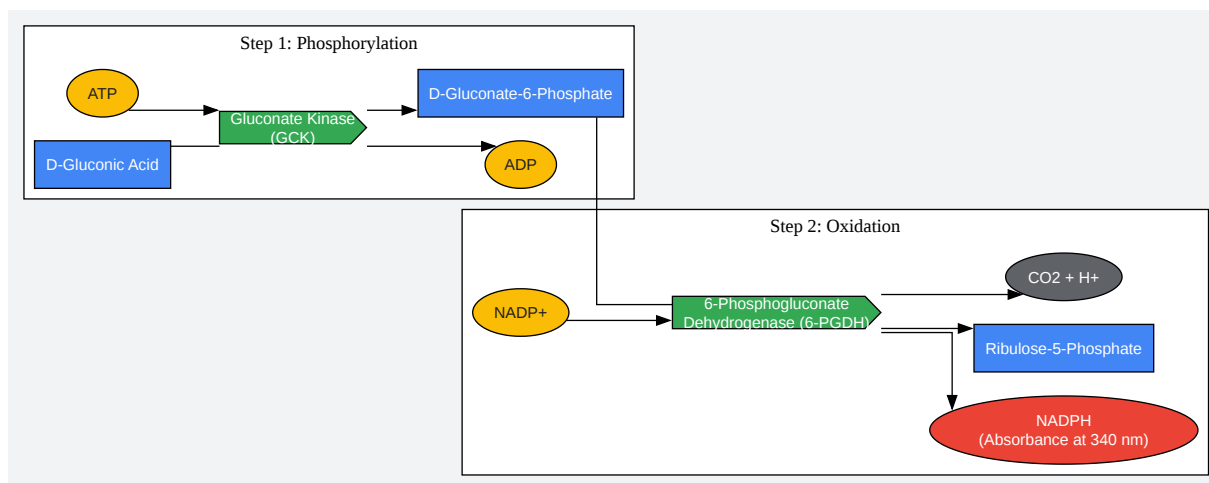 Step 1: Phosphorylation
ATP
D-Gluconate-6-Phosphate
Gluconate Kinase
(GCK)
D-Gluconic Acid
ADP
Step 2: Oxidation
CO2 + H+
NADP+
6-Phosphogluconate
Dehydrogenase (6-PGDH)
Ribulose-5-Phosphate
NADPH
(Absorbance at 340 nm)